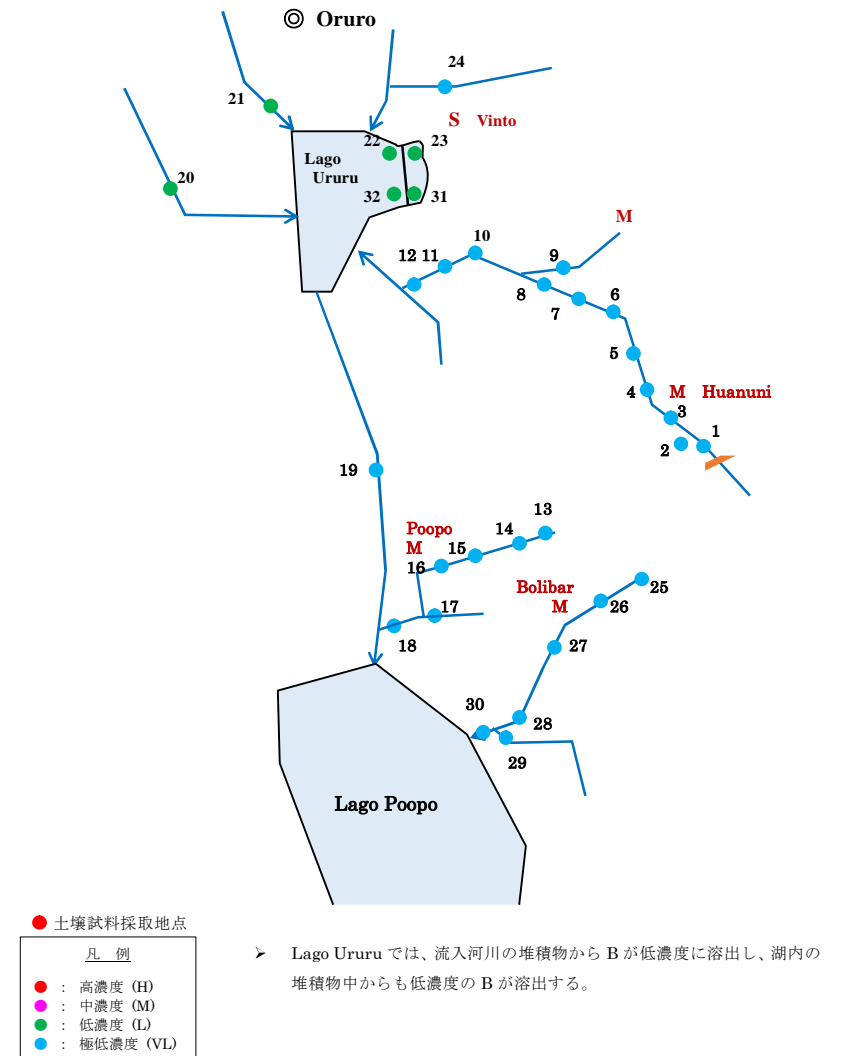 ◎ Oruro
24
21
S Vinto
22
23
Lago
Ururu
20
32
31
M
10
12 11
9
8
6
7
5
4
M Huanuni
3
1
2
19
13
Poopo
M
14
15
16
Bolibar
M
25
26
17
18
27
30
28
29
Lago Poopo
● 土壌試料採取地点
凡 例
● : 高濃度 (H)
● : 中濃度 (M)
● : 低濃度 (L)
● : 極低濃度 (VL)
➢ Lago Ururu では、流入河川の堆積物から B が低濃度に溶出し、湖内の
堆積物中からも低濃度の B が溶出する。